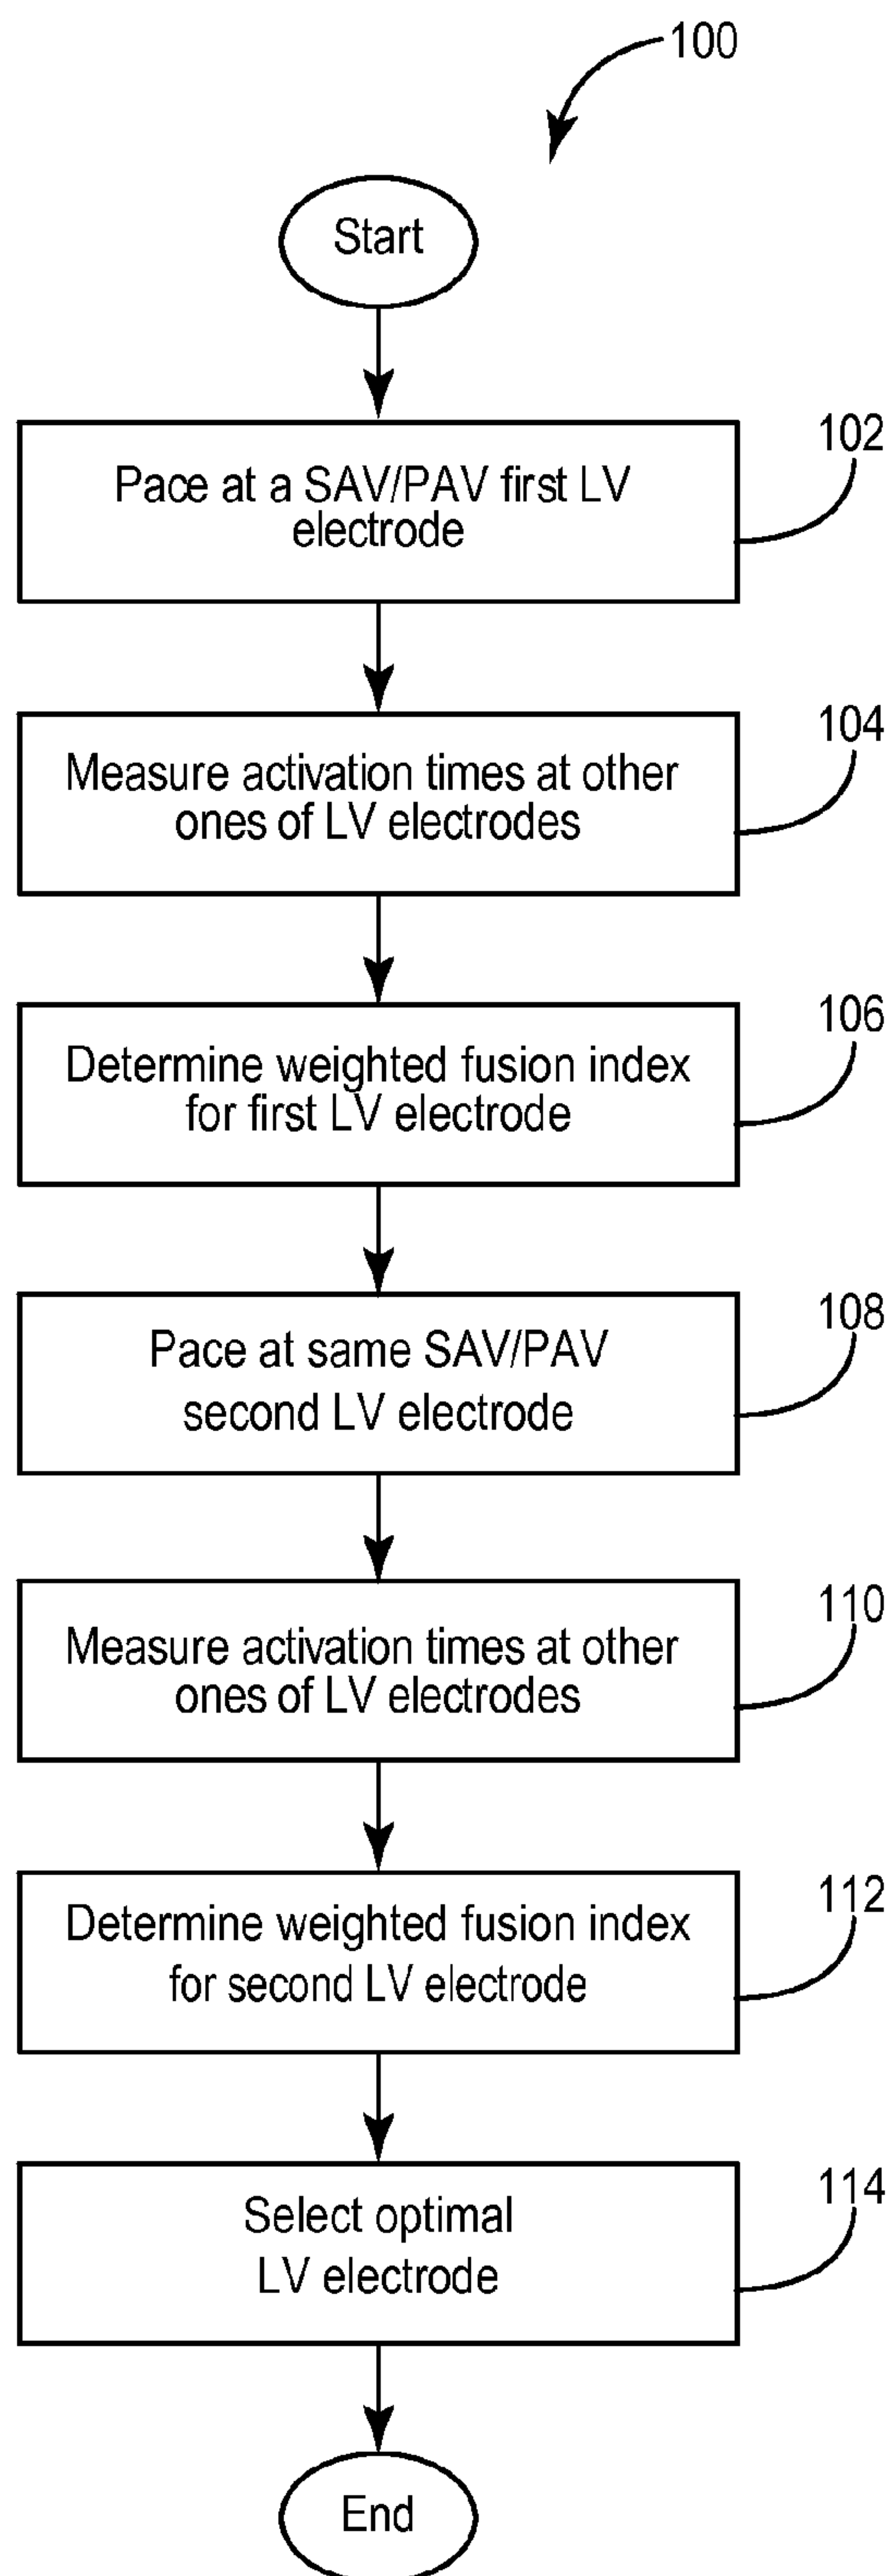 100
Start
102
Pace at a SAV/PAV first LV
electrode
104
Measure activation times at other
ones of LV electrodes
106
Determine weighted fusion index
for first LV electrode
108
Pace at same SAV/PAV
second LV electrode
110
Measure activation times at other
ones of LV electrodes
112
Determine weighted fusion index
for second LV electrode
114
Select optimal
LV electrode
End